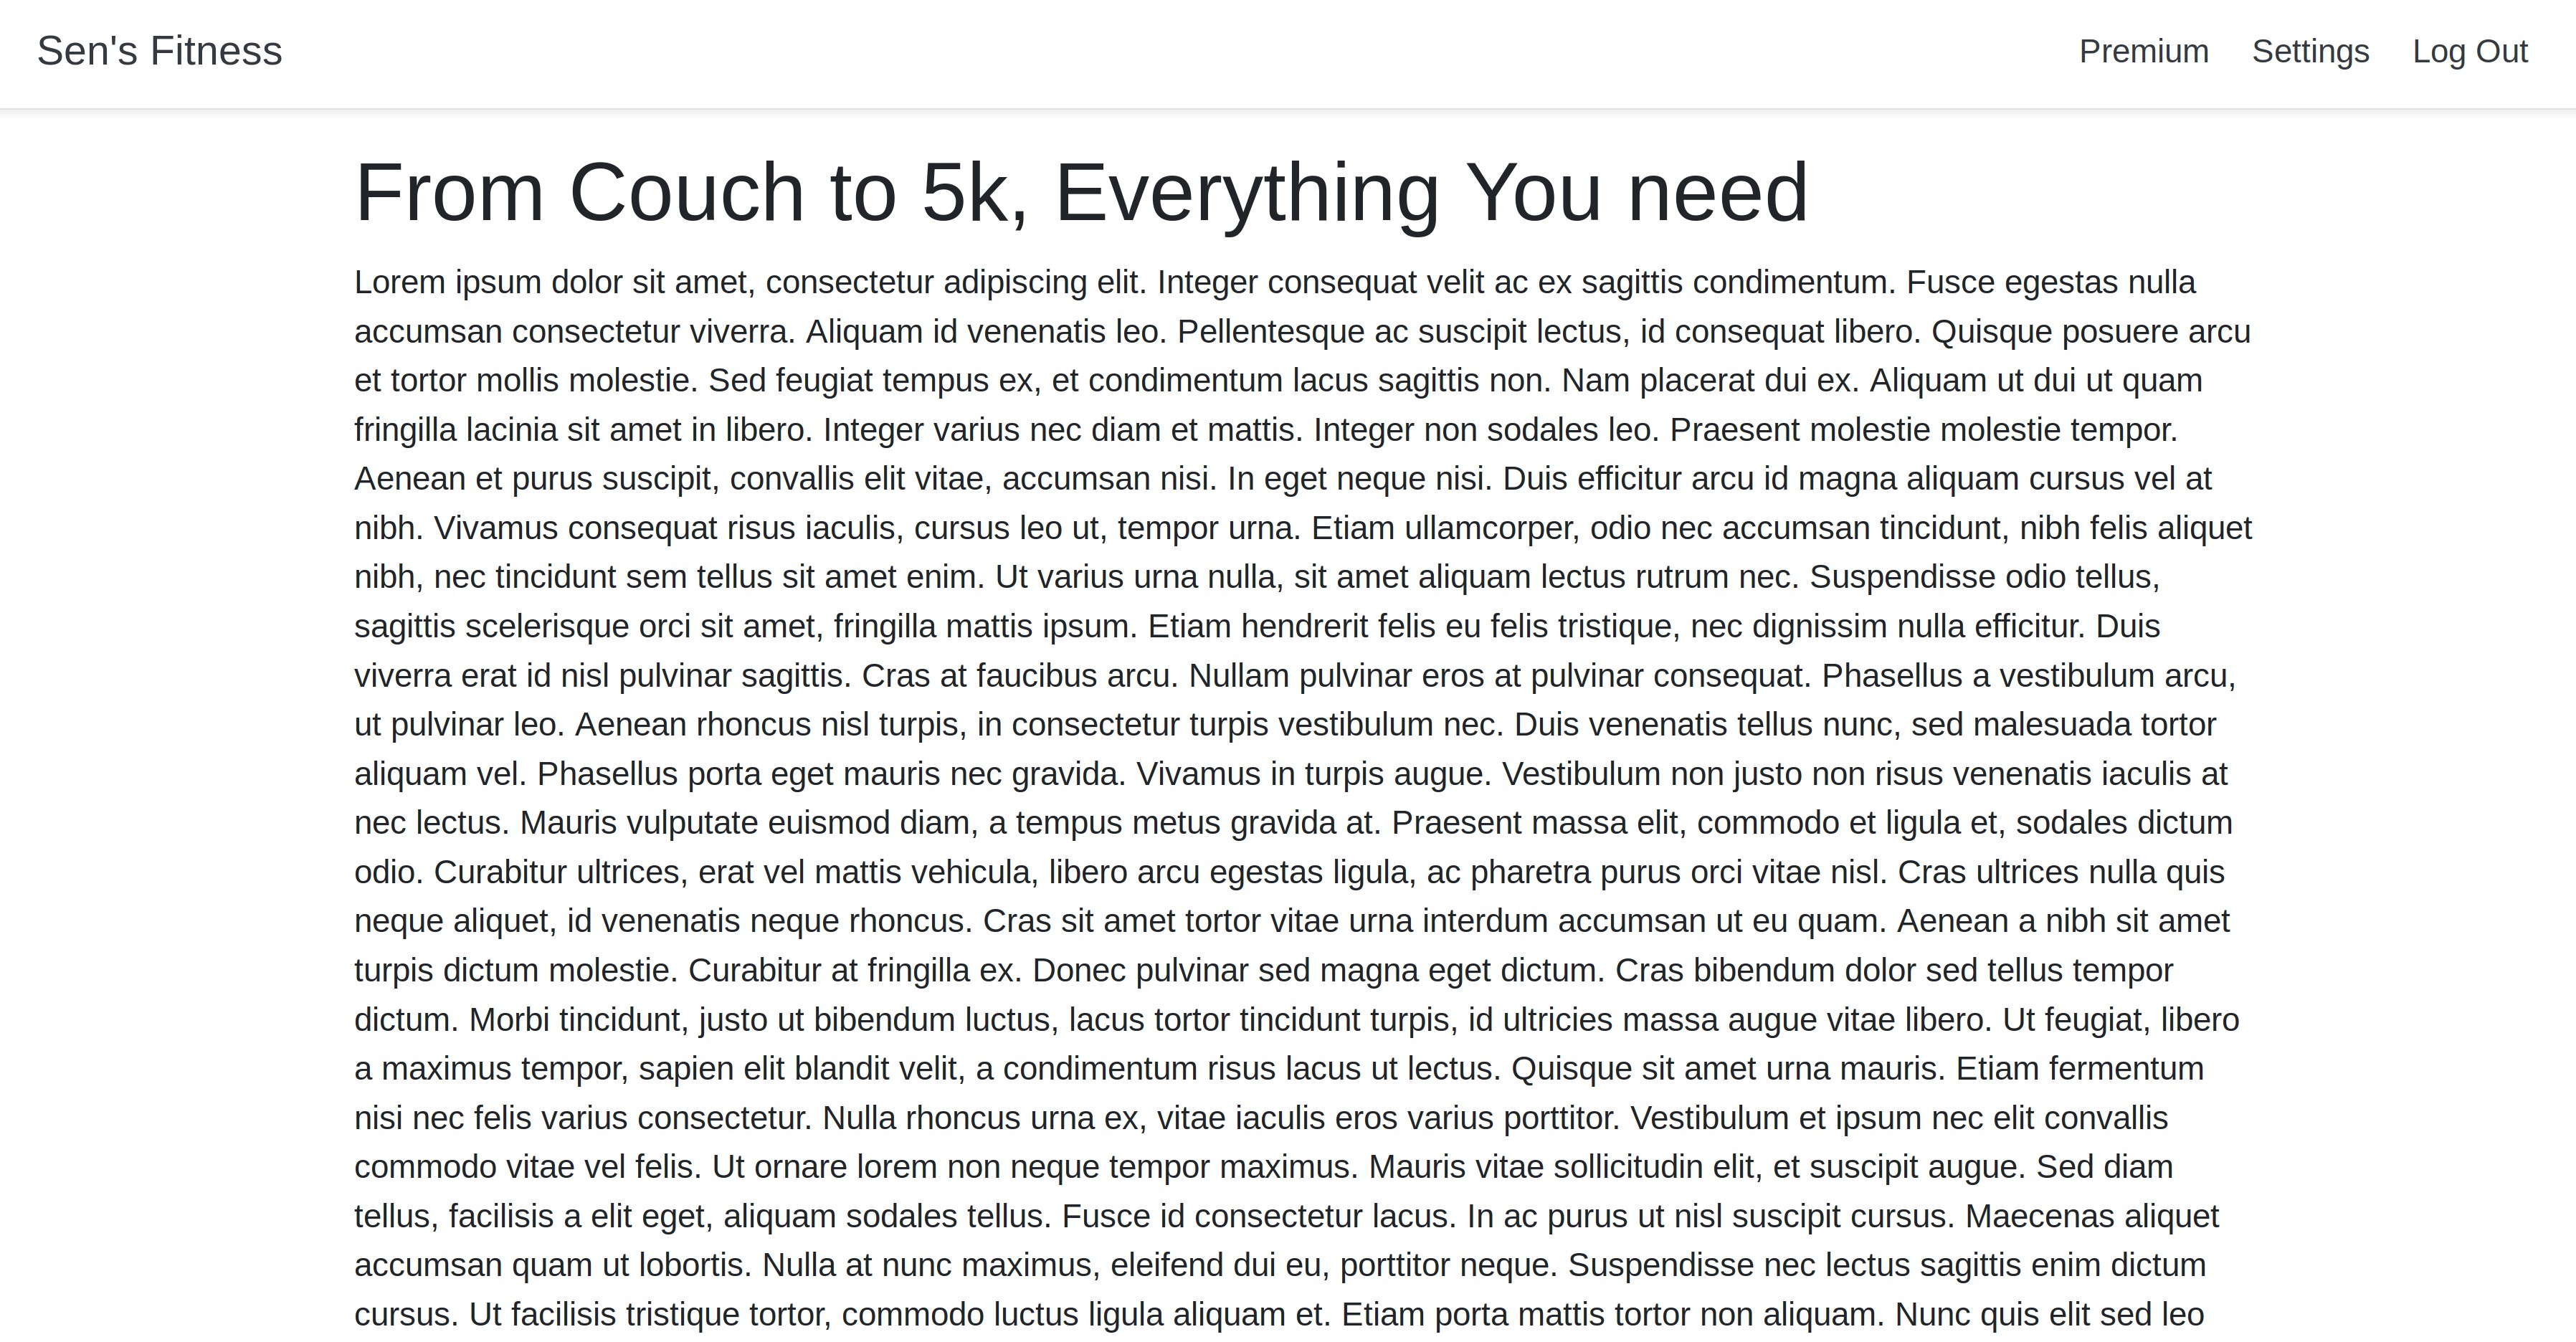 Sen's Fitness
Premium Settings Log Out
From Couch to 5k, Everything You need
Lorem ipsum dolor sit amet, consectetur adipiscing elit. Integer consequat velit ac ex sagittis condimentum. Fusce egestas nulla
accumsan consectetur viverra. Aliquam id venenatis leo. Pellentesque ac suscipit lectus, id consequat libero. Quisque posuere arcu
et tortor mollis molestie. Sed feugiat tempus ex, et condimentum lacus sagittis non. Nam placerat dui ex. Aliquam ut dui ut quam
fringilla lacinia sit amet in libero. Integer varius nec diam et mattis. Integer non sodales leo. Praesent molestie molestie tempor.
Aenean et purus suscipit, convallis elit vitae, accumsan nisi. In eget neque nisi. Duis efficitur arcu id magna aliquam cursus vel at
nibh. Vivamus consequat risus iaculis, cursus leo ut, tempor urna. Etiam ullamcorper, odio nec accumsan tincidunt, nibh felis aliquet
nibh, nec tincidunt sem tellus sit amet enim. Ut varius urna nulla, sit amet aliquam lectus rutrum nec. Suspendisse odio tellus,
sagittis scelerisque orci sit amet, fringilla mattis ipsum. Etiam hendrerit felis eu felis tristique, nec dignissim nulla efficitur. Duis
viverra erat id nisl pulvinar sagittis. Cras at faucibus arcu. Nullam pulvinar eros at pulvinar consequat. Phasellus a vestibulum arcu,
ut pulvinar leo. Aenean rhoncus nisl turpis, in consectetur turpis vestibulum nec. Duis venenatis tellus nunc, sed malesuada tortor
aliquam vel. Phasellus porta eget mauris nec gravida. Vivamus in turpis augue. Vestibulum non justo non risus venenatis iaculis at
nec lectus. Mauris vulputate euismod diam, a tempus metus gravida at. Praesent massa elit, commodo et ligula et, sodales dictum
odio. Curabitur ultrices, erat vel mattis vehicula, libero arcu egestas ligula, ac pharetra purus orci vitae nisl. Cras ultrices nulla quis
neque aliquet, id venenatis neque rhoncus. Cras sit amet tortor vitae urna interdum accumsan ut eu quam. Aenean a nibh sit amet
turpis dictum molestie. Curabitur at fringilla ex. Donec pulvinar sed magna eget dictum. Cras bibendum dolor sed tellus tempor
dictum. Morbi tincidunt, justo ut bibendum luctus, lacus tortor tincidunt turpis, id ultricies massa augue vitae libero. Ut feugiat, libero
a maximus tempor, sapien elit blandit velit, a condimentum risus lacus ut lectus. Quisque sit amet urna mauris. Etiam fermentum
nisi nec felis varius consectetur. Nulla rhoncus urna ex, vitae iaculis eros varius porttitor. Vestibulum et ipsum nec elit convallis
commodo vitae vel felis. Ut ornare lorem non neque tempor maximus. Mauris vitae sollicitudin elit, et suscipit augue. Sed diam
tellus, facilisis a elit eget, aliquam sodales tellus. Fusce id consectetur lacus. In ac purus ut nisl suscipit cursus. Maecenas aliquet
accumsan quam ut lobortis. Nulla at nunc maximus, eleifend dui eu, porttitor neque. Suspendisse nec lectus sagittis enim dictum
cursus. Ut facilisis tristique tortor, commodo luctus ligula aliquam et. Etiam porta mattis tortor non aliquam. Nunc quis elit sed leo